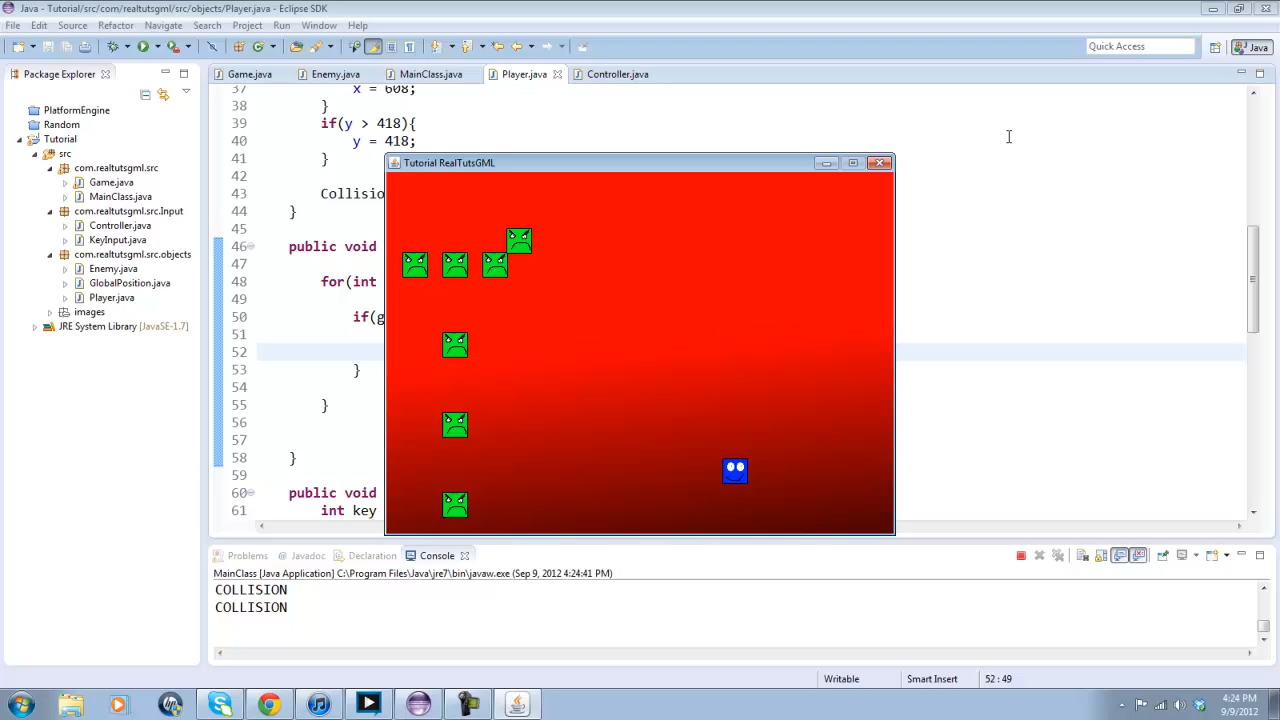 Java - Tutorial/src/com/realtutsgml/src/objects/Player.java - Eclipse SDK
File Edit Source Refactor Navigate Search Project Run Window Help
Quick Access
Java
Package Explorer
Game.java Enemy.java MainClass.java Player.java Controller.java
PlatformEngine
Random
Tutorial
src
com.realtutsgml.src
Game.java
MainClass.java
com.realtutsgml.src.Input
Controller.java
KeyInput.java
com.realtutsgml.src.objects
Enemy.java
GlobalPosition.java
Player.java
images
JRE System Library [JavaSE-1.7]
37 x = 608;
38 }
39 if(y > 418){
40 y = 418;
41 }
42
43 Collisio
44 }
45
46 public void
47
48 for(int
49
50 if(g
51
52
53 }
54
55 }
56
57
58 }
59
60 public void
61 int key
Tutorial RealTutsGML
Problems Javadoc Declaration Console
MainClass [Java Application] C:\Program Files\Java\jre7\bin\javaw.exe (Sep 9, 2012 4:24:41 PM)
COLLISION
COLLISION
Writable Smart Insert 52 : 49
4:24 PM
9/9/2012